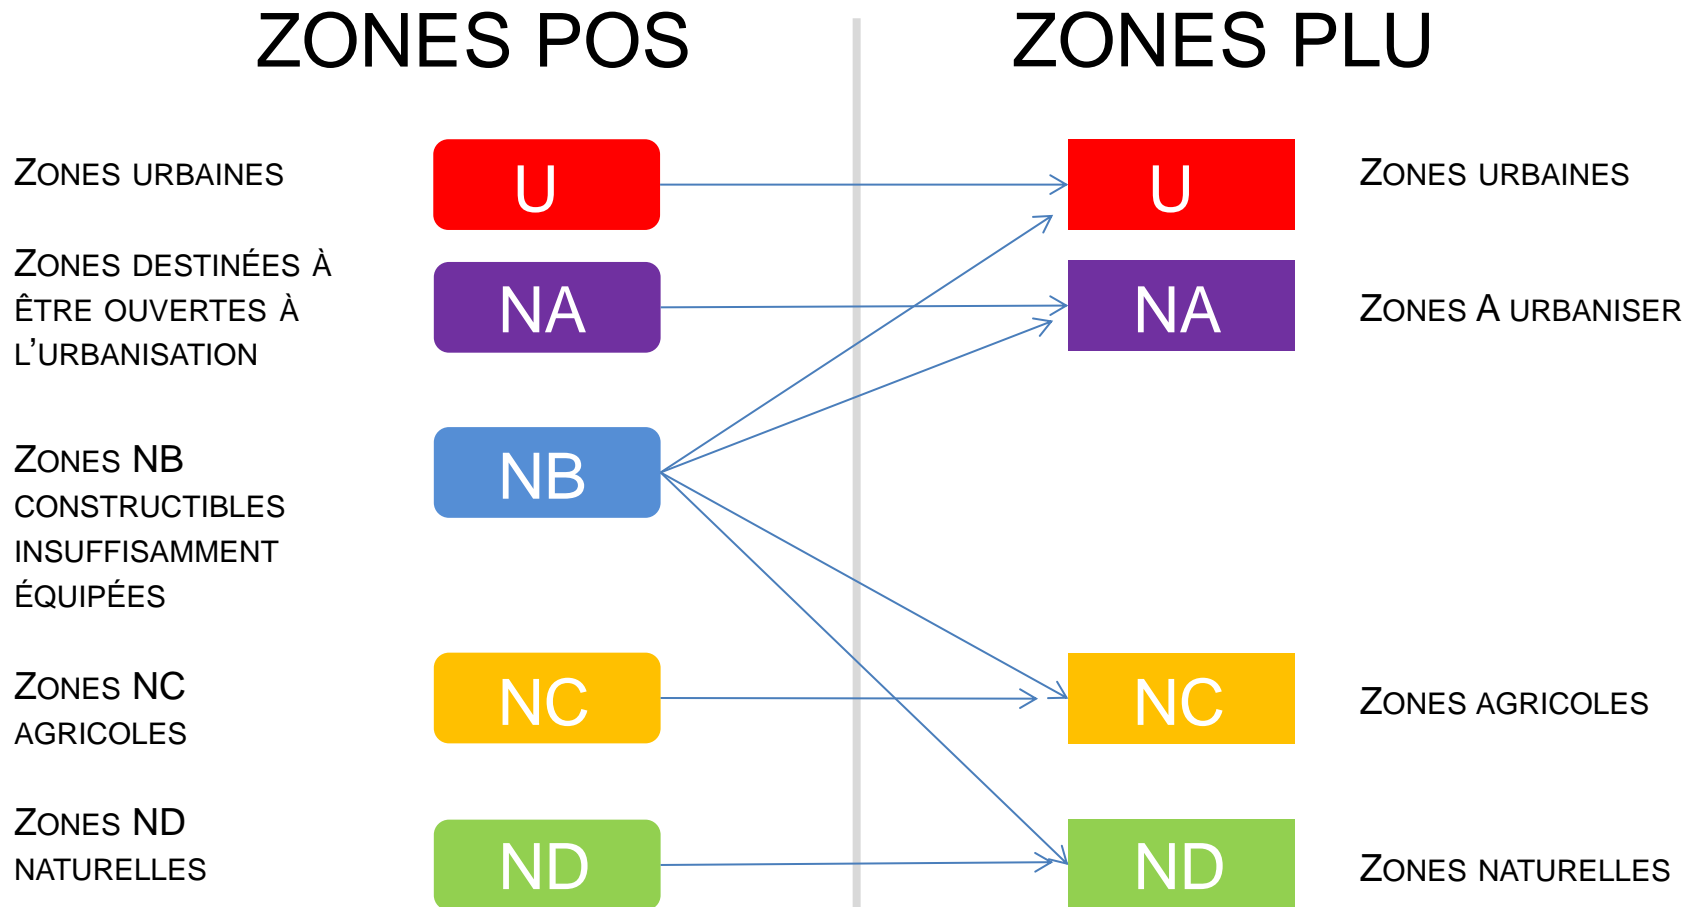 ZONES POS
ZONES PLU
ZONES URBAINES
U
U
ZONES URBAINES
ZONES DESTINÉES À
ÊTRE OUVERTES À
L’URBANISATION
NA
NA
ZONES A URBANISER
ZONES NB
CONSTRUCTIBLES
INSUFFISAMMENT
ÉQUIPÉES
NB
ZONES NC
AGRICOLES
NC
NC
ZONES AGRICOLES
ZONES ND
NATURELLES
ND
ND
ZONES NATURELLES